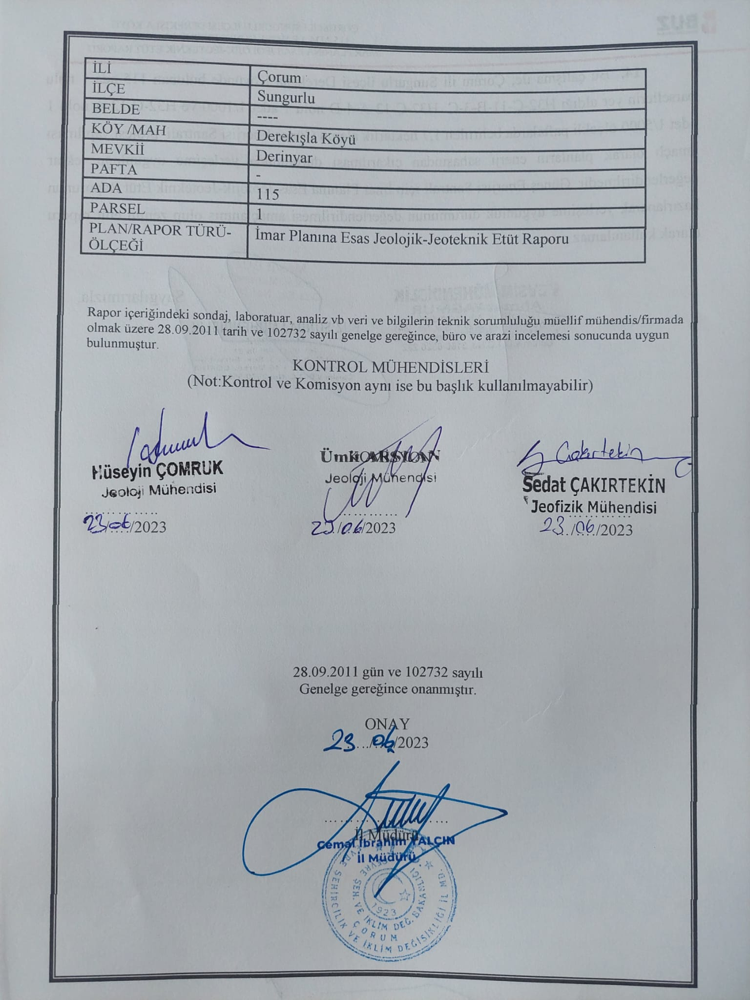 İLİ Çorum
İLÇE Sungurlu
BELDE ----
KÖY /MAH Derekışla Köyü
MEVKİİ Derinyar
PAFTA -
ADA 115
PARSEL 1
PLAN/RAPOR TÜRÜ- İmar Planına Esas Jeolojik-Jeoteknik Etüt Raporu
ÖLÇEĞİ
Rapor içeriğindeki sondaj, laboratuar, analiz vb veri ve bilgilerin teknik sorumluluğu müellif mühendis/firmada
olmak üzere 28.09.2011 tarih ve 102732 sayılı genelge gereğince, büro ve arazi incelemesi sonucunda uygun
bulunmuştur.
KONTROL MÜHENDİSLERİ
(Not:Kontrol ve Komisyon aynı ise bu başlık kullanılmayabilir)
Hüseyin ÇOMRUK
Jeoloji Mühendisi
.............
23/06/2023
Ümit ARSLAN
KOMİSYON
Jeoloji Mühendisi
...........
23/06/2023
S Çakırtekin
Sedat ÇAKIRTEKİN
Jeofizik Mühendisi
.............
23../06./2023
28.09.2011 gün ve 102732 sayılı
Genelge gereğince onanmıştır.
ONAY
23.../06/2023
İl Müdürü
Cemal İbrahim YALÇIN
İl Müdürü
ÇEVRE ŞEHİRCİLİK VE İKLİM DEĞİŞİKLİĞİ İL MD.
ÇEVRE ŞEH. VE İKLİM DEĞ. BAKANLIĞI
ÇORUM
1923